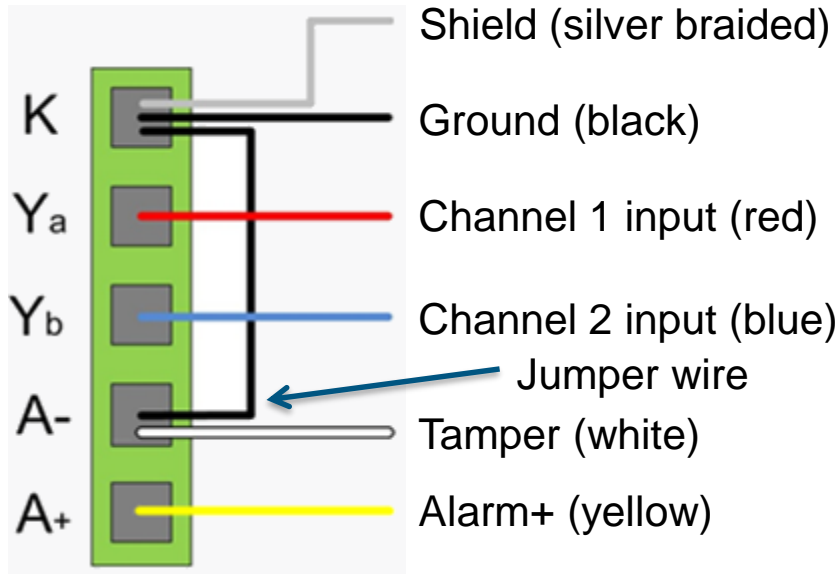 Shield (silver braided)
K Ground (black)
Ya Channel 1 input (red)
Yb Channel 2 input (blue)
Jumper wire
A- Tamper (white)
A+ Alarm+ (yellow)